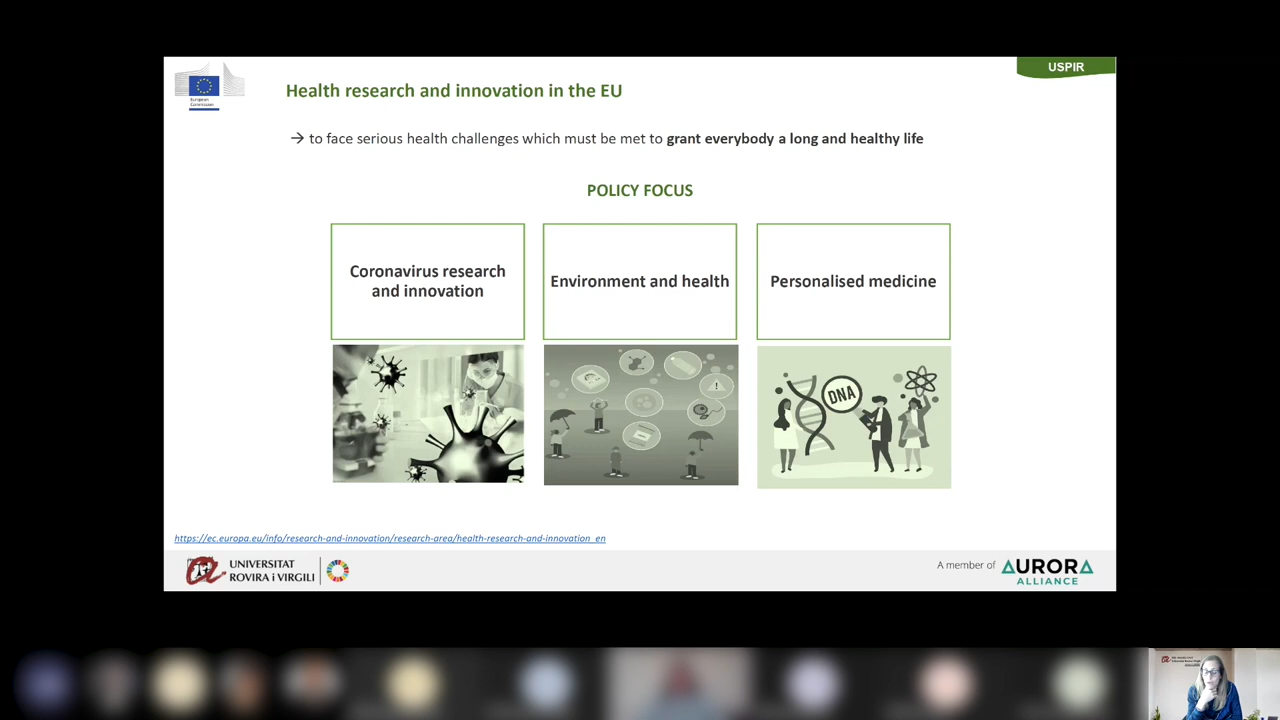 USPIR
European
Commission
Health research and innovation in the EU
→ to face serious health challenges which must be met to grant everybody a long and healthy life
POLICY FOCUS
Coronavirus research
and innovation
Environment and health
Personalised medicine
!
DNA
https://ec.europa.eu/info/research-and-innovation/research-area/health-research-and-innovation_en
UNIVERSITAT
ROVIRA i VIRGILI
A member of
AURORA
ALLIANCE